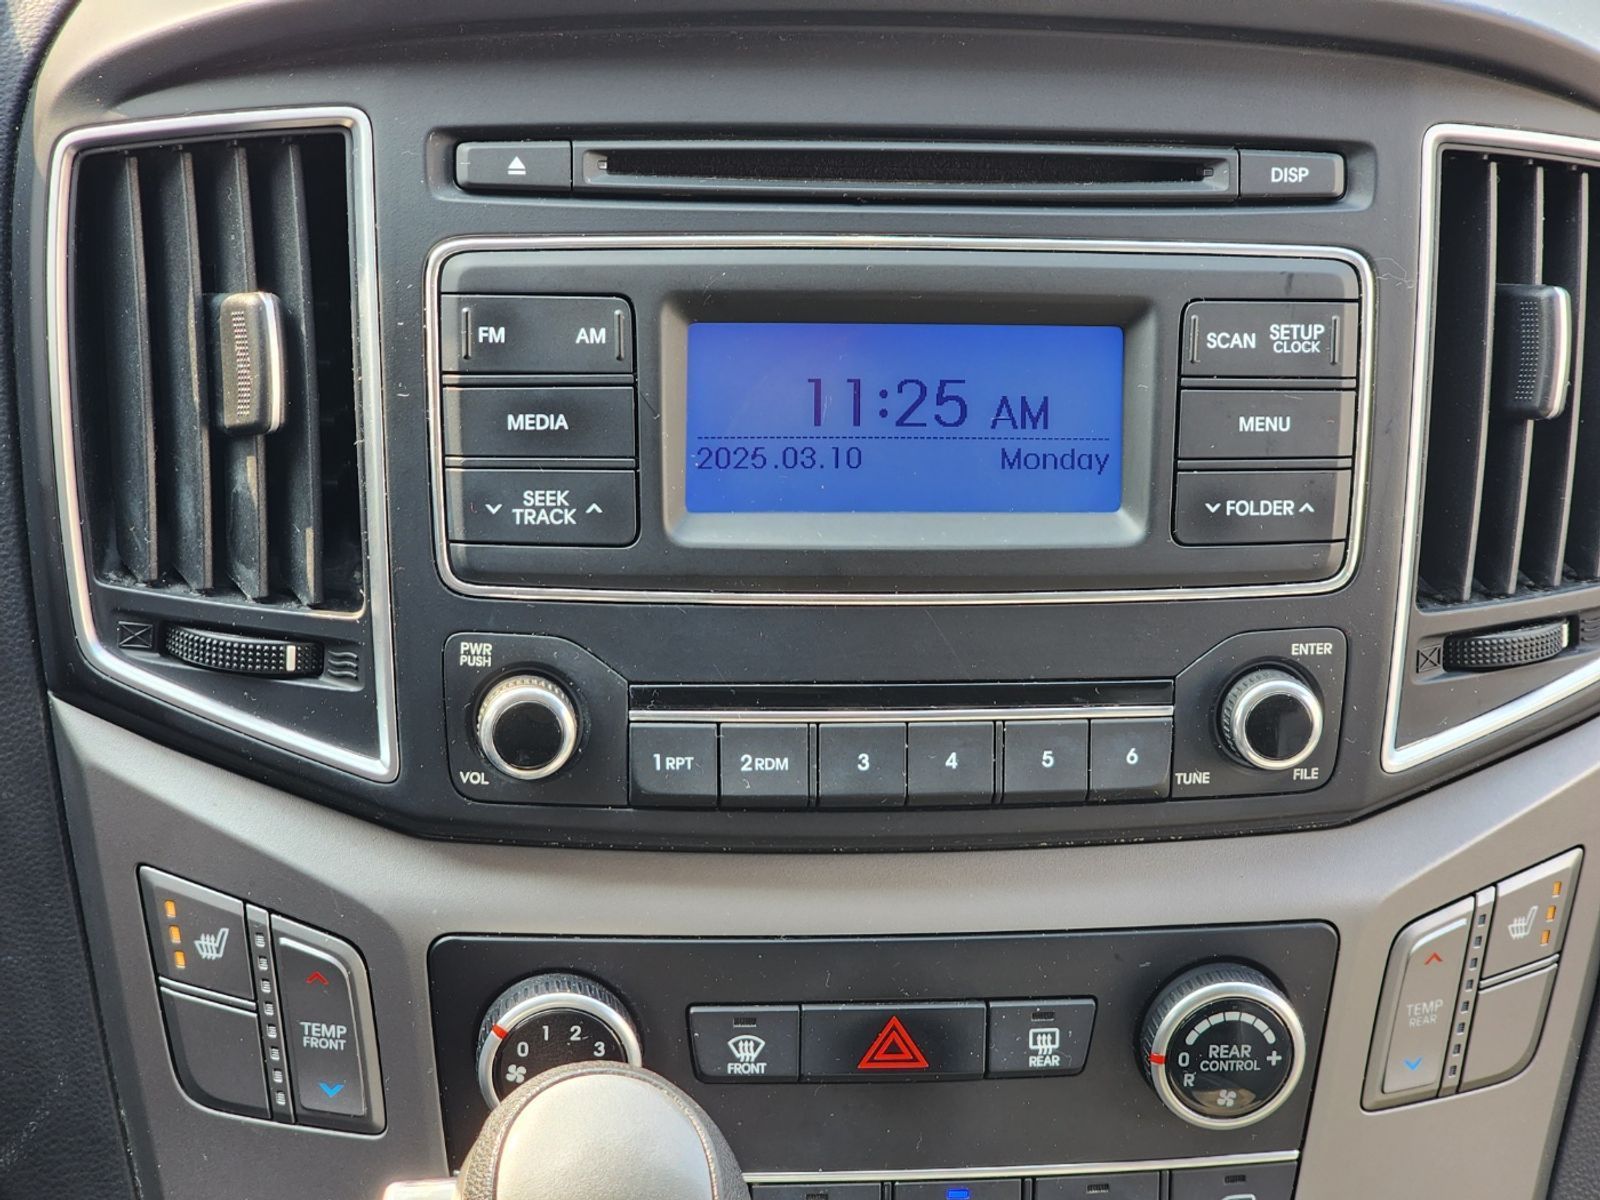 DISP
FM AM
SCAN SETUP
CLOCK
MEDIA
11:25 AM
MENU
2025.03.10 Monday
SEEK
TRACK
FOLDER
PWR
PUSH
ENTER
VOL
1 RPT
2 RDM
3
4
5
6
TUNE
FILE
TEMP
FRONT
0 1 2 3
FRONT
REAR
REAR
CONTROL
0
R
+
TEMP
REAR